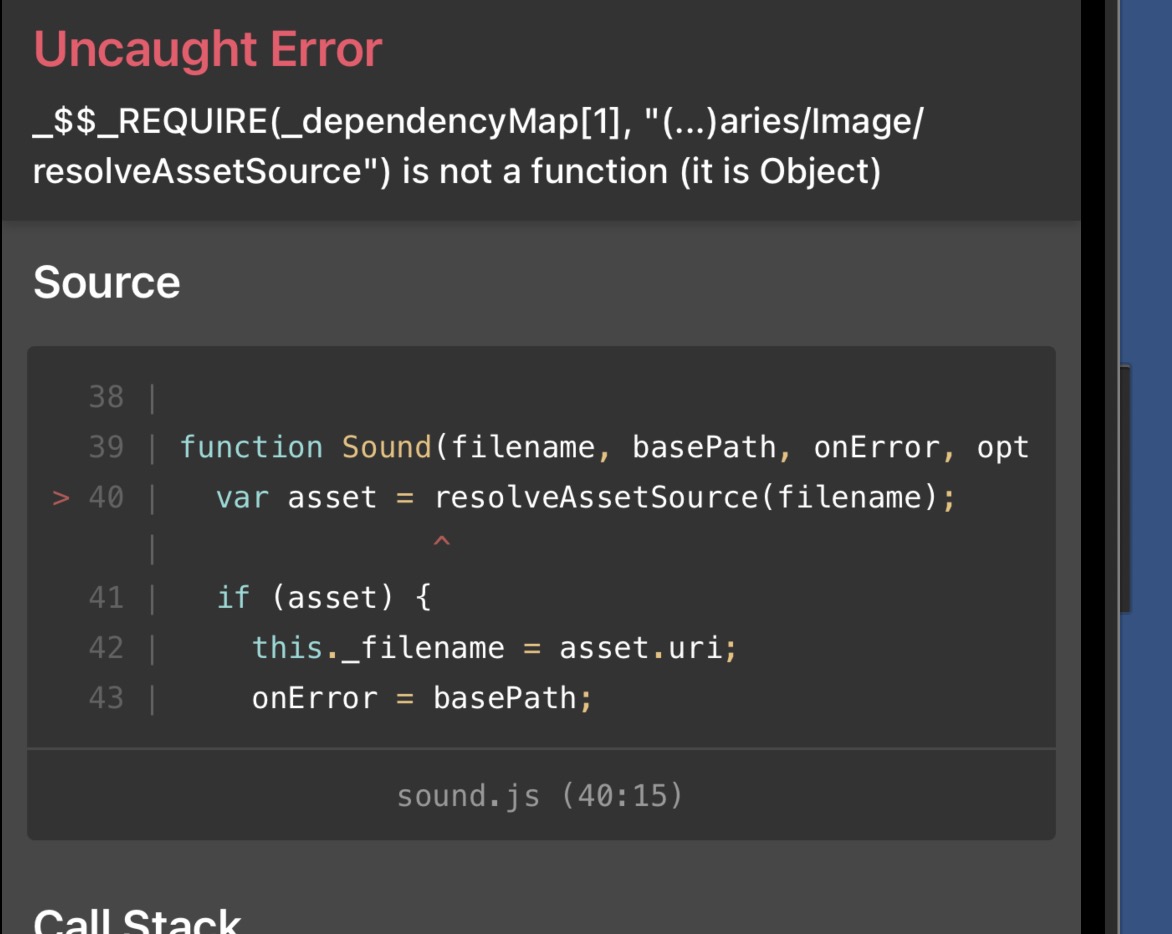 Uncaught Error
_$$_REQUIRE(_dependencyMap[1], "(...)aries/Image/
resolveAssetSource") is not a function (it is Object)
Source
38 |
39 | function Sound(filename, basePath, onError, opt
> 40 |   var asset = resolveAssetSource(filename);
|               ^
41 |   if (asset) {
42 |     this._filename = asset.uri;
43 |     onError = basePath;
sound.js (40:15)
Call Stack